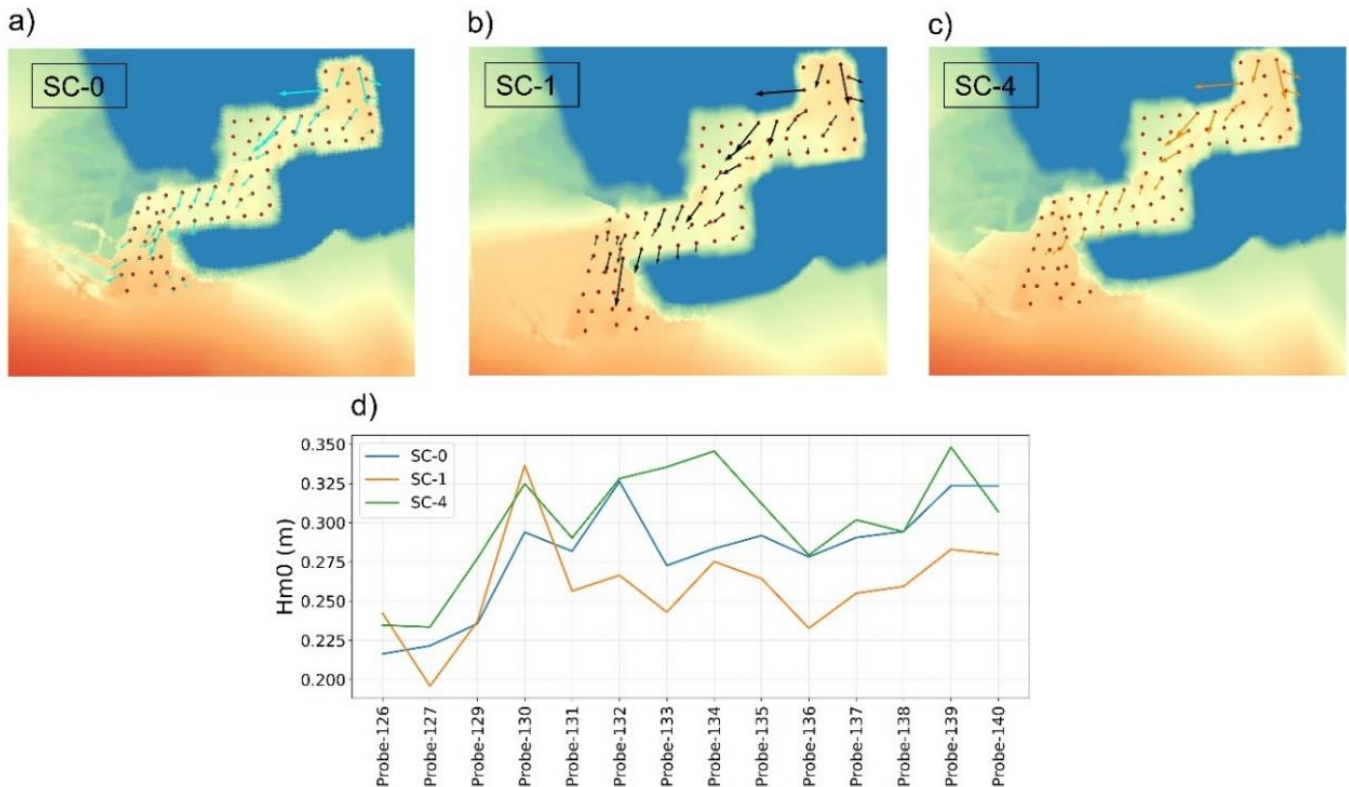 a)
b)
c)
SC-0
SC-1
SC-4
d)
Hm0 (m)
0.350
0.325
0.300
0.275
0.250
0.225
0.200
SC-0
SC-1
SC-4
Probe-126
Probe-127
Probe-129
Probe-130
Probe-131
Probe-132
Probe-133
Probe-134
Probe-135
Probe-136
Probe-137
Probe-138
Probe-139
Probe-140